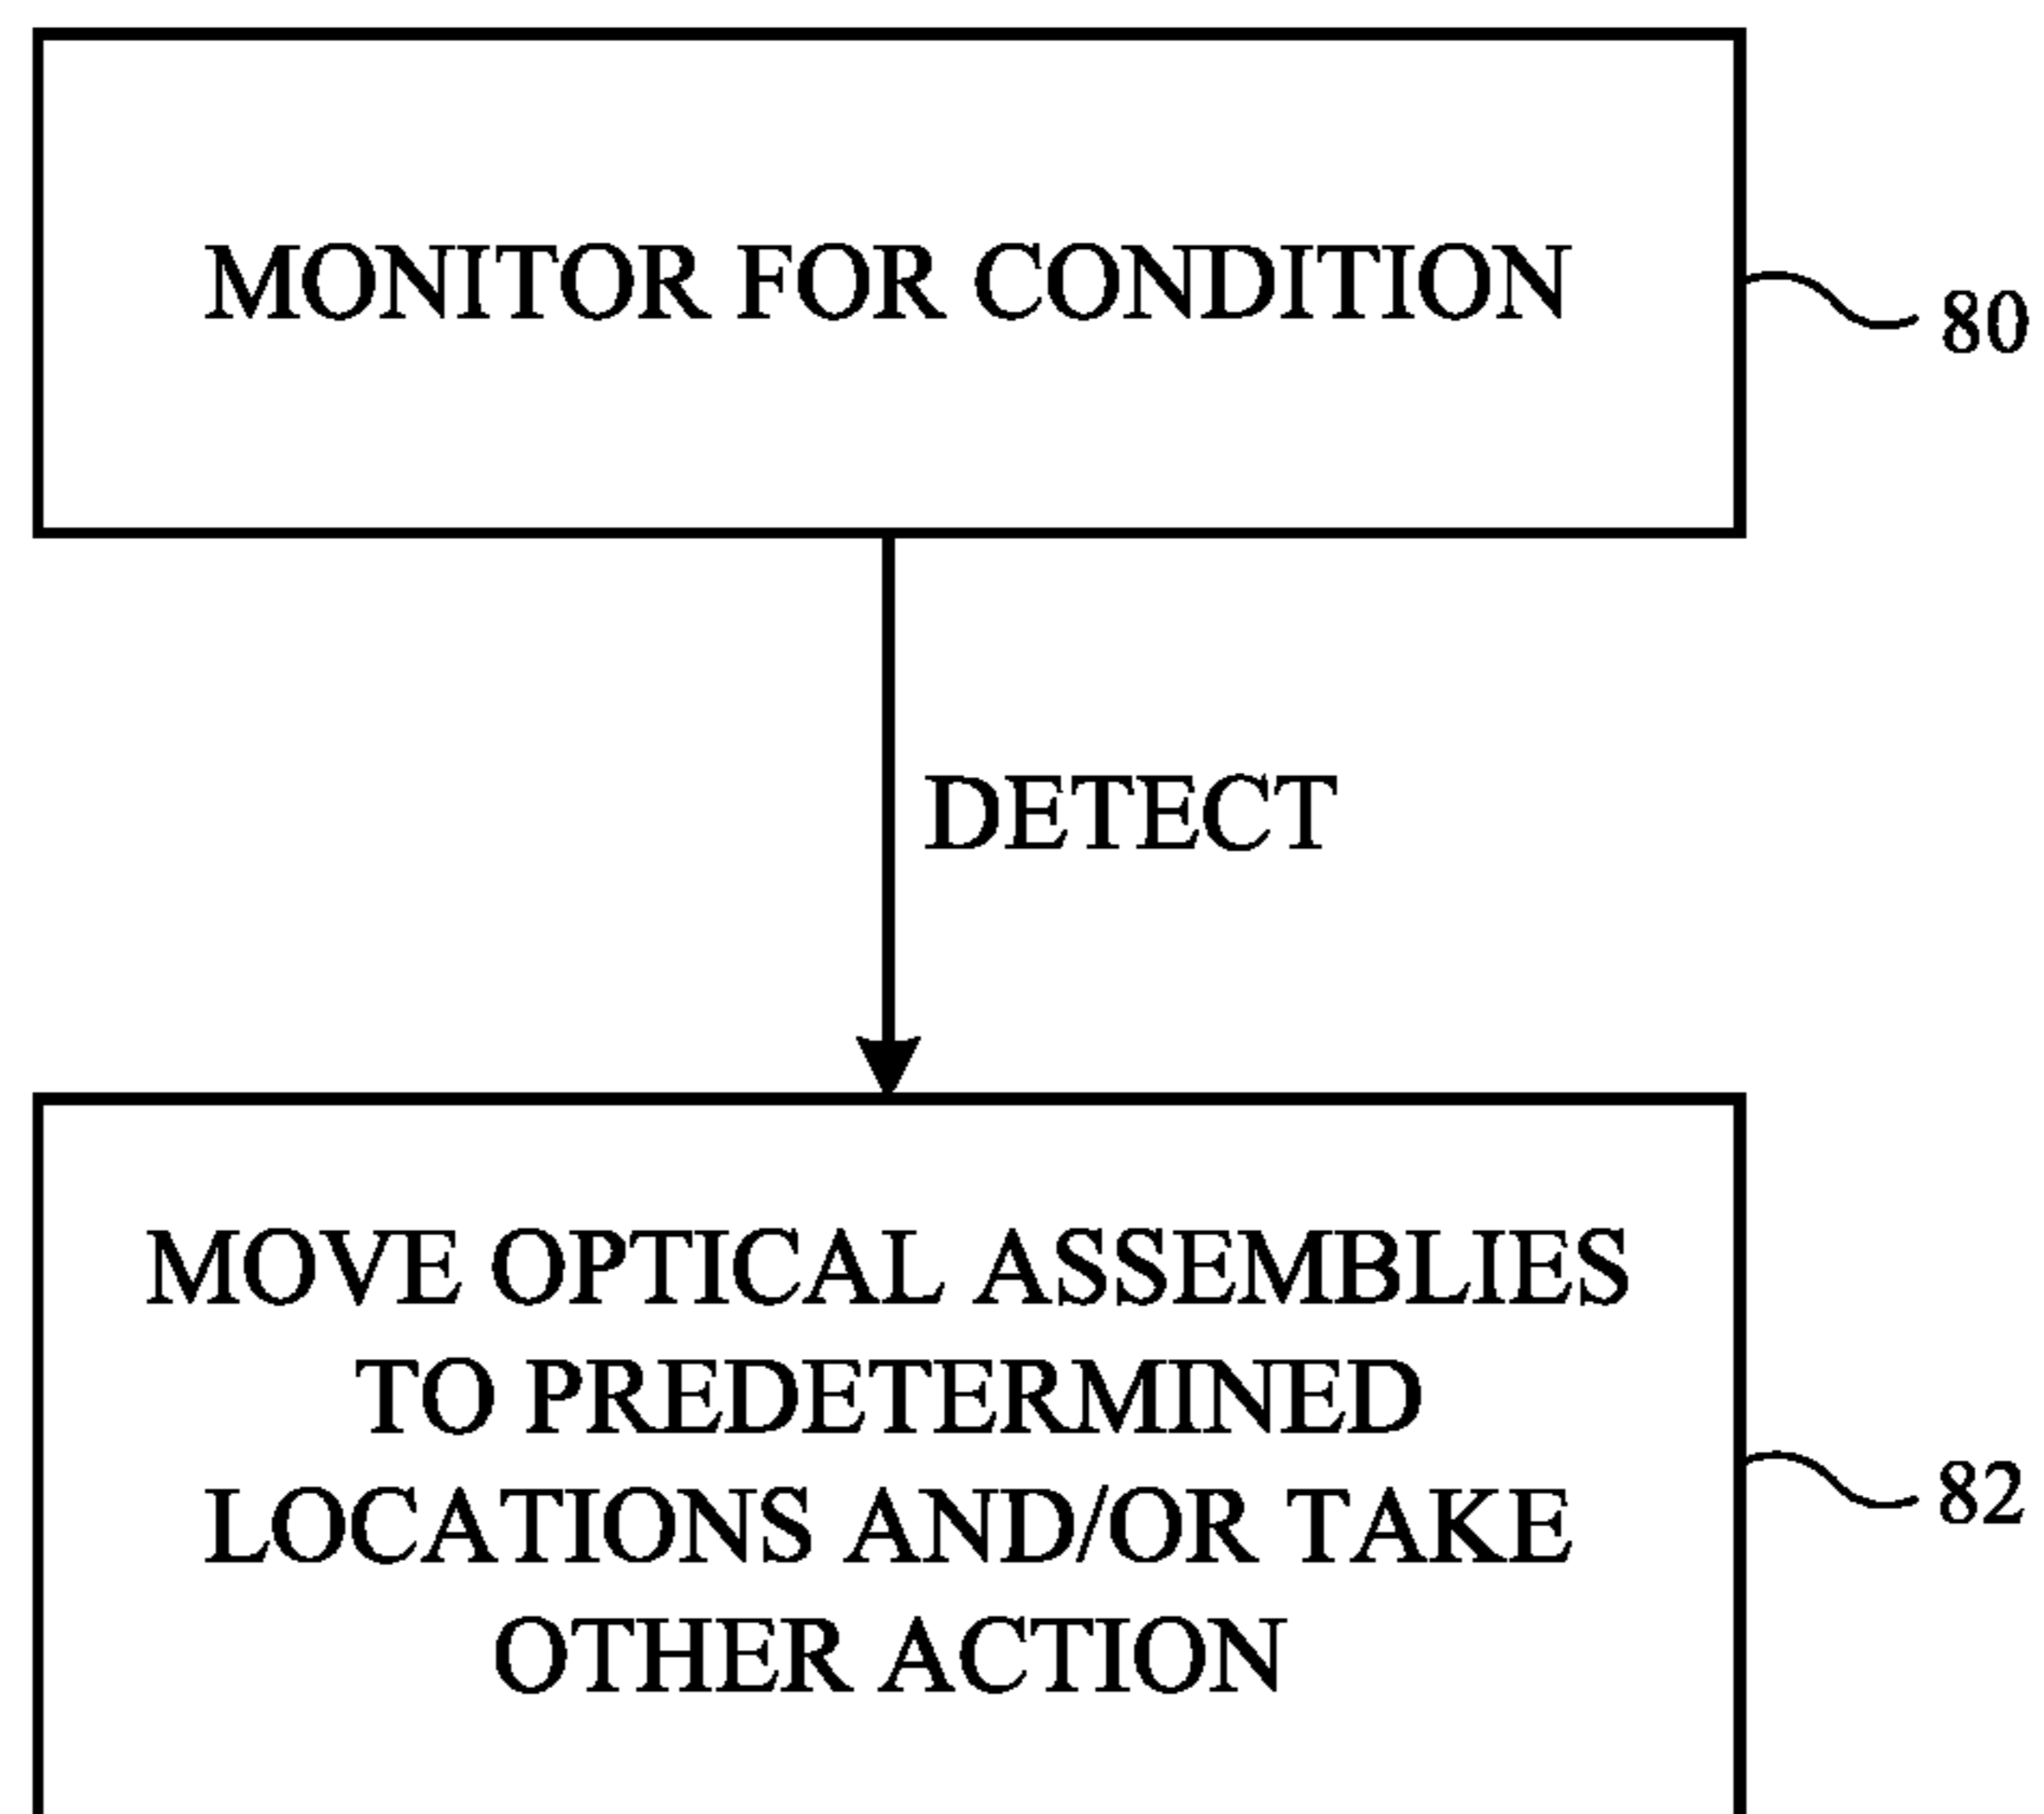 MONITOR FOR CONDITION
80
DETECT
MOVE OPTICAL ASSEMBLIES
TO PREDETERMINED
LOCATIONS AND/OR TAKE
OTHER ACTION
82